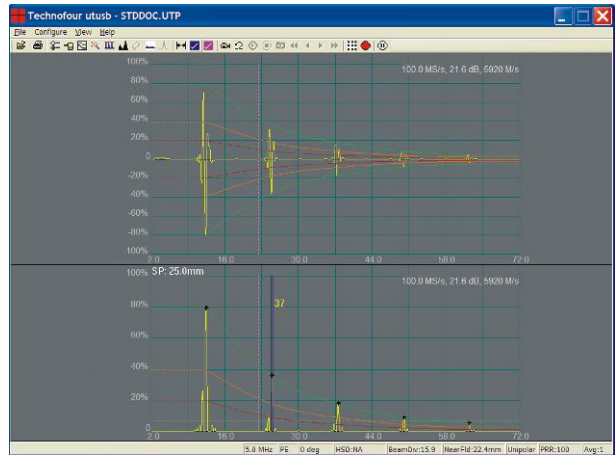 Technofour utusb - STDDOC.UTP
File Configure View Help
100%
100.0 MS/s, 21.6 dB, 5920 M/s
80%
60%
40%
20%
0
-20%
-40%
-60%
-80%
-100%
2.0 16.0 30.0 44.0 58.0 72.0
100% SP: 25.0mm
100.0 MS/s, 21.6 dB, 5920 M/s
80%
37
60%
40%
20%
0
2.0 16.0 30.0 44.0 58.0 72.0
5.0 MHz PE 0 deg HSD:NA BeamDiv:15.9 NearFld:22.4mm Unipolar PRR:100 Avg:1